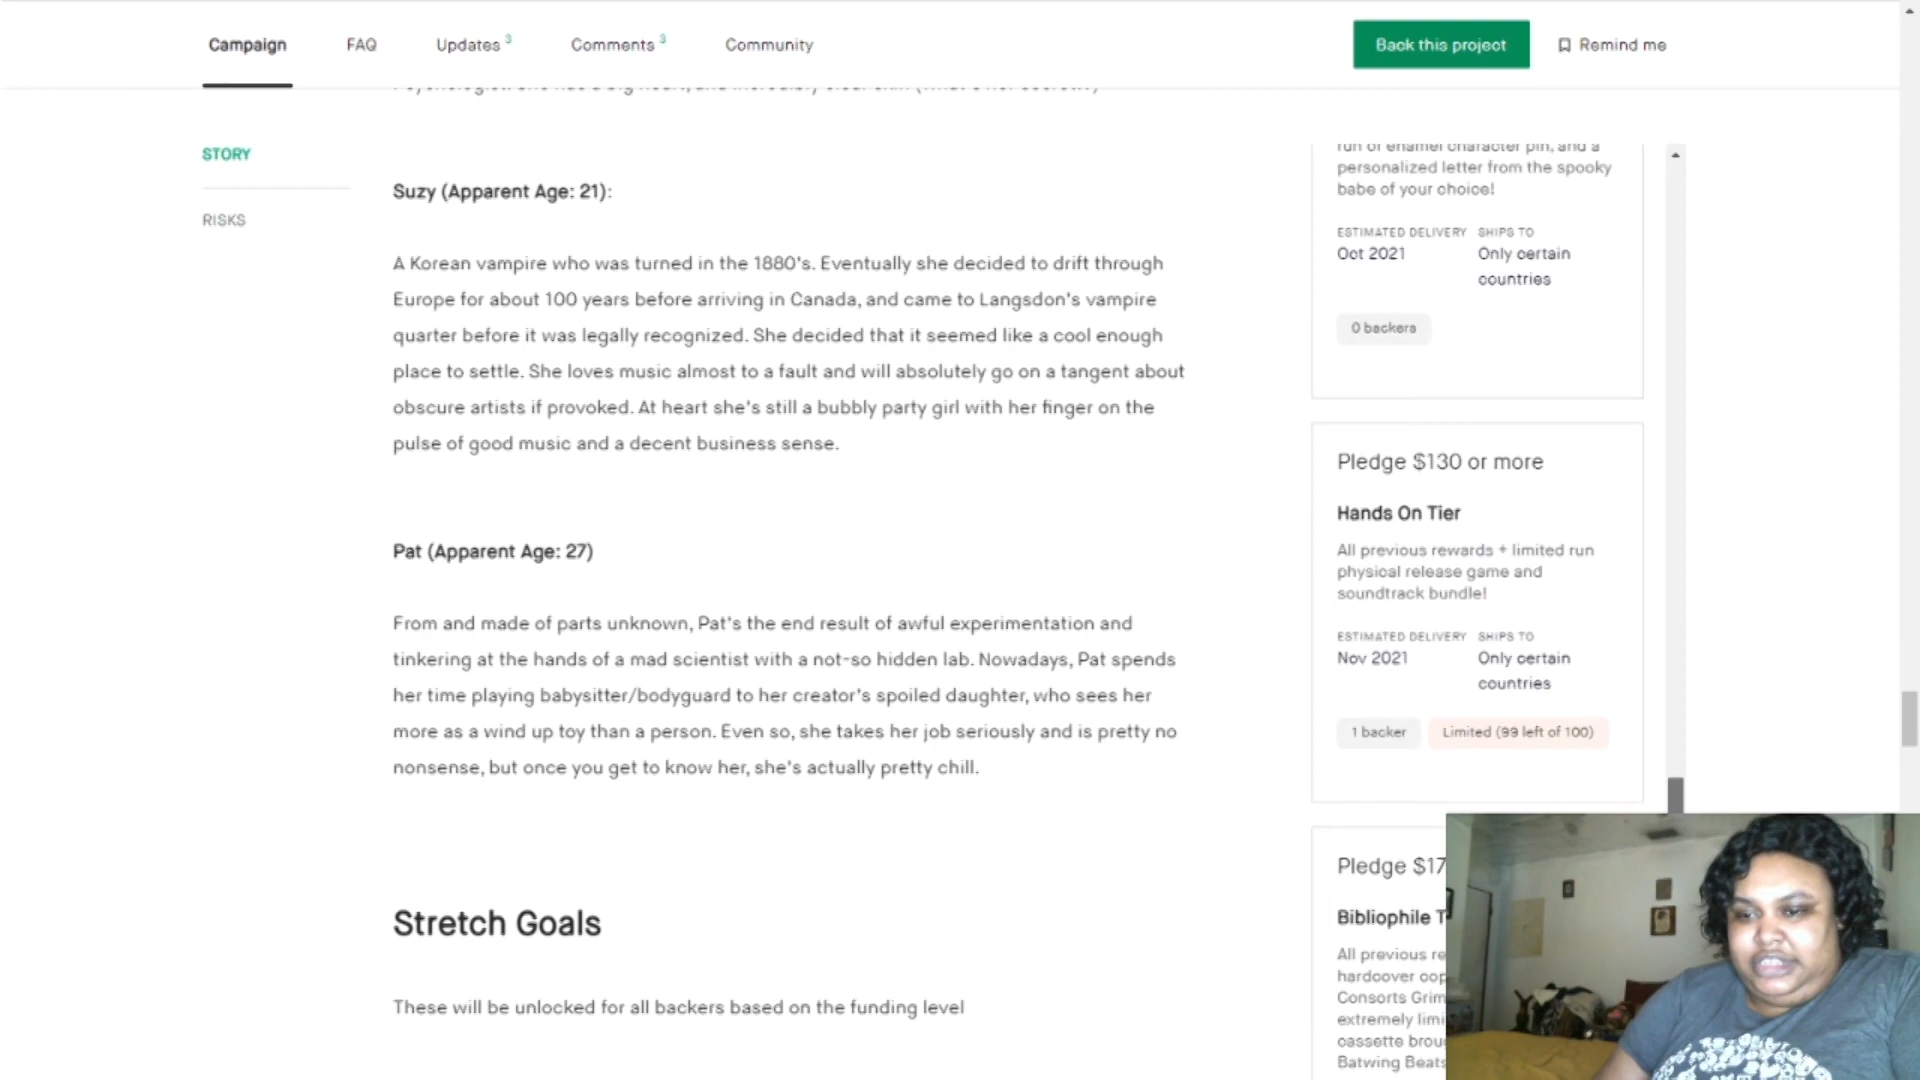 Campaign
FAQ
Updates 3
Comments 3
Community
Back this project
Remind me
STORY
RISKS
Suzy (Apparent Age: 21):
A Korean vampire who was turned in the 1880's. Eventually she decided to drift through
Europe for about 100 years before arriving in Canada, and came to Langsdon's vampire
quarter before it was legally recognized. She decided that it seemed like a cool enough
place to settle. She loves music almost to a fault and will absolutely go on a tangent about
obscure artists if provoked. At heart she's still a bubbly party girl with her finger on the
pulse of good music and a decent business sense.
Pat (Apparent Age: 27)
From and made of parts unknown, Pat's the end result of awful experimentation and
tinkering at the hands of a mad scientist with a not-so hidden lab. Nowadays, Pat spends
her time playing babysitter/bodyguard to her creator's spoiled daughter, who sees her
more as a wind up toy than a person. Even so, she takes her job seriously and is pretty no
nonsense, but once you get to know her, she's actually pretty chill.
Stretch Goals
These will be unlocked for all backers based on the funding level
run of enamel character pin, and a
personalized letter from the spooky
babe of your choice!
ESTIMATED DELIVERY SHIPS TO
Oct 2021 Only certain
countries
0 backers
Pledge $130 or more
Hands On Tier
All previous rewards + limited run
physical release game and
soundtrack bundle!
ESTIMATED DELIVERY SHIPS TO
Nov 2021 Only certain
countries
1 backer Limited (99 left of 100)
Pledge $17
Bibliophile T
All previous re
hardcover cop
Consorts Grim
extremely limi
cassette brou
Batwing Beats